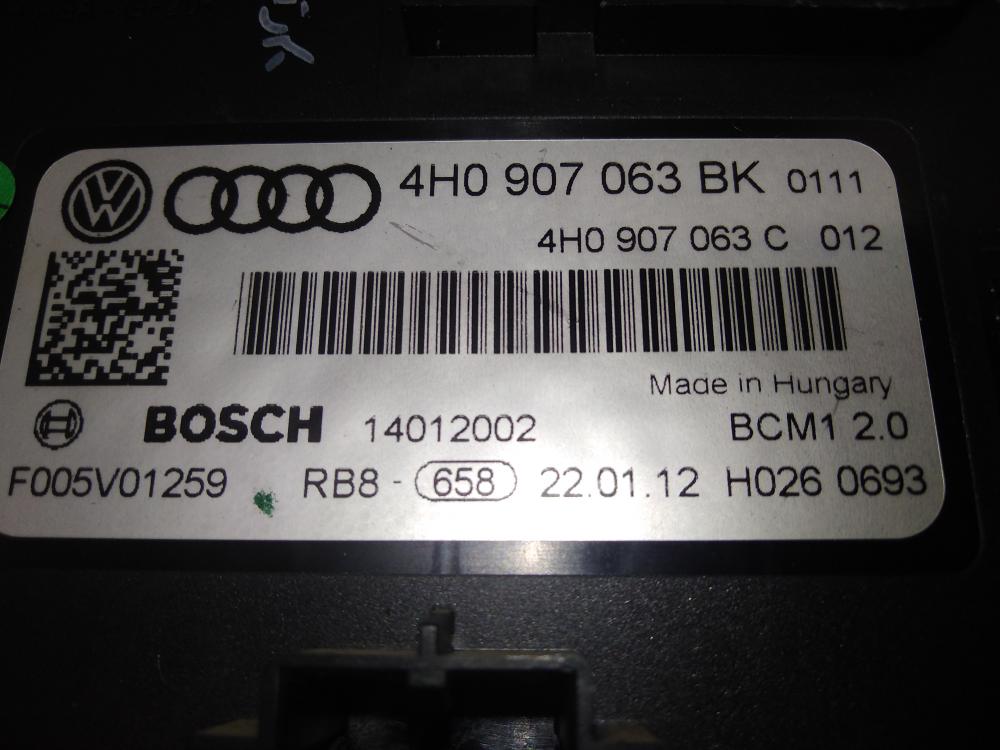 4H0 907 063 BK 0111
4H0 907 063 C 012
Made in Hungary
BOSCH 14012002 BCM1 2.0
F005V01259 RB8 - 658 22.01.12 H026 0693